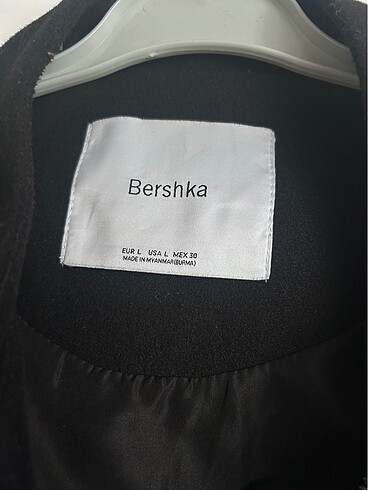 Bershka
EUR L USA L MEX 30
MADE IN MYANMAR(BURMA)